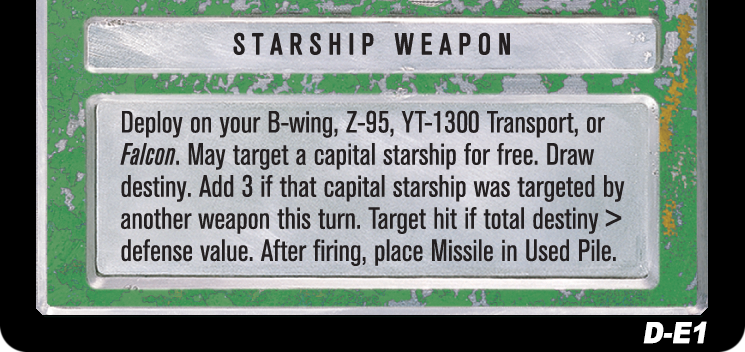 STARSHIP WEAPON
Deploy on your B-wing, Z-95, YT-1300 Transport, or
Falcon. May target a capital starship for free. Draw
destiny. Add 3 if that capital starship was targeted by
another weapon this turn. Target hit if total destiny >
defense value. After firing, place Missile in Used Pile.
D-E1